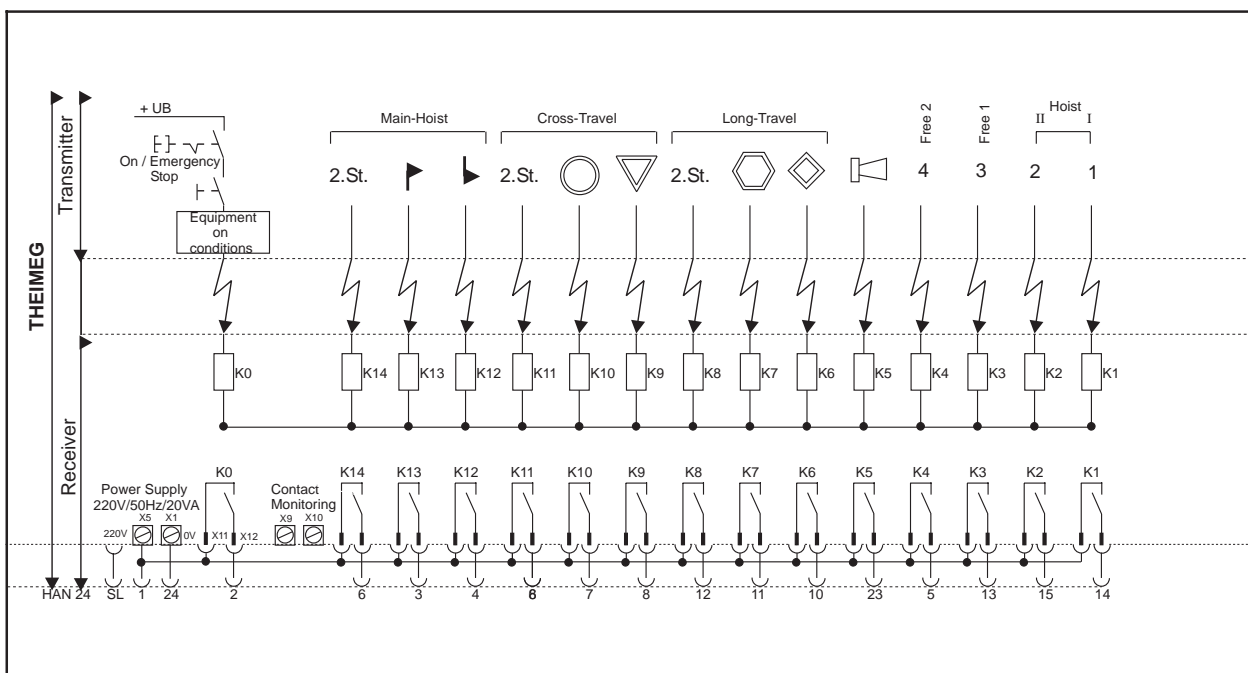 + UB
On / Emergency
Stop
Equipment
on
conditions
Main-Hoist
Cross-Travel
Long-Travel
Free 2
Free 1
Hoist
II I
2.St.
2.St.
2.St.
4
3
2
1
THEIMEG
Transmitter
Receiver
K0
K14
K13
K12
K11
K10
K9
K8
K7
K6
K5
K4
K3
K2
K1
Power Supply
220V/50Hz/20VA
X5
X1
220V
0V
K0
X11
X12
Contact
Monitoring
X9
X10
K14
K13
K12
K11
K10
K9
K8
K7
K6
K5
K4
K3
K2
K1
HAN 24
SL
1
24
2
6
3
4
7
8
12
11
10
23
5
13
15
14